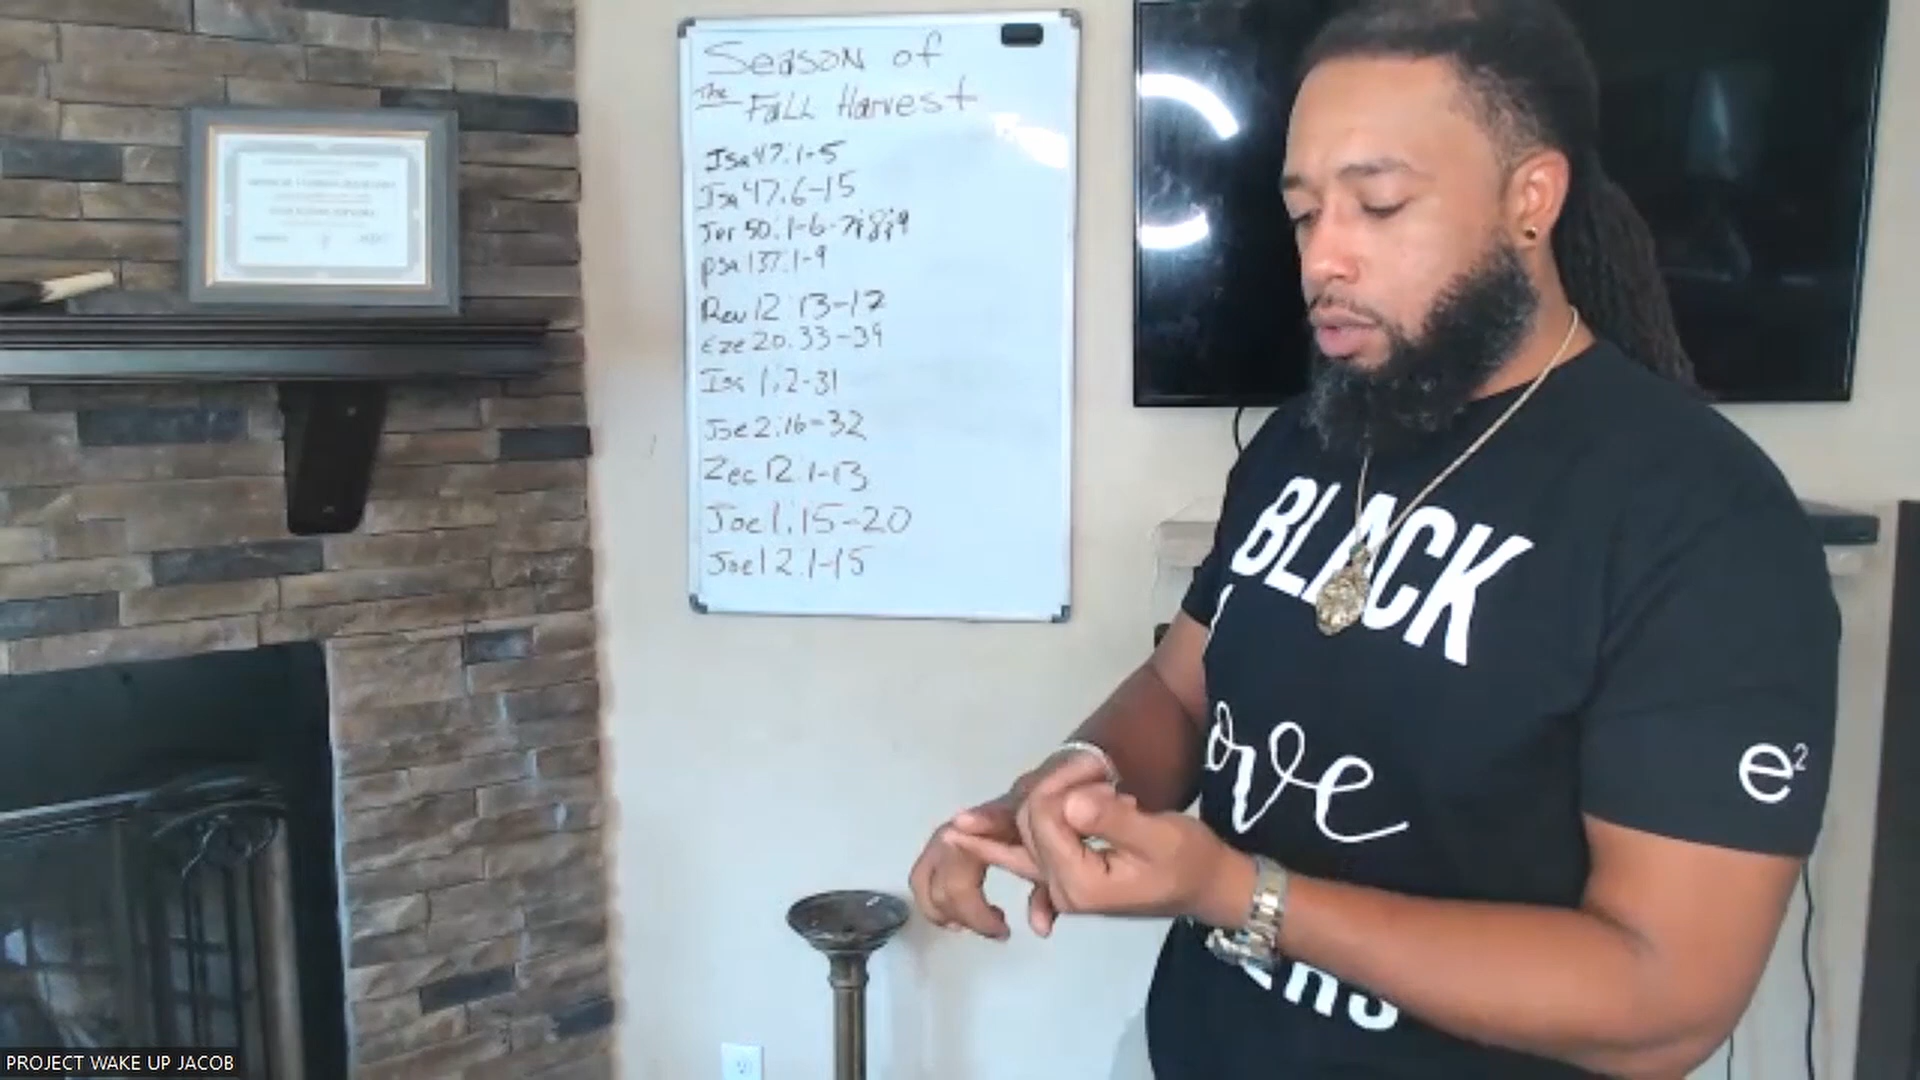 Season of
The Fall Harvest
Isa 47:1-5
Isa 47:6-15
Jer 50:1-6-7;8;9
psa 137:1-9
Rev 12:13-17
Eze 20:33-39
Isa 1:2-31
Joe 2:16-32
Zec 12:1-13
Joel 1:15-20
Joel 2:1-15
BLACK
ove
e²
PROJECT WAKE UP JACOB